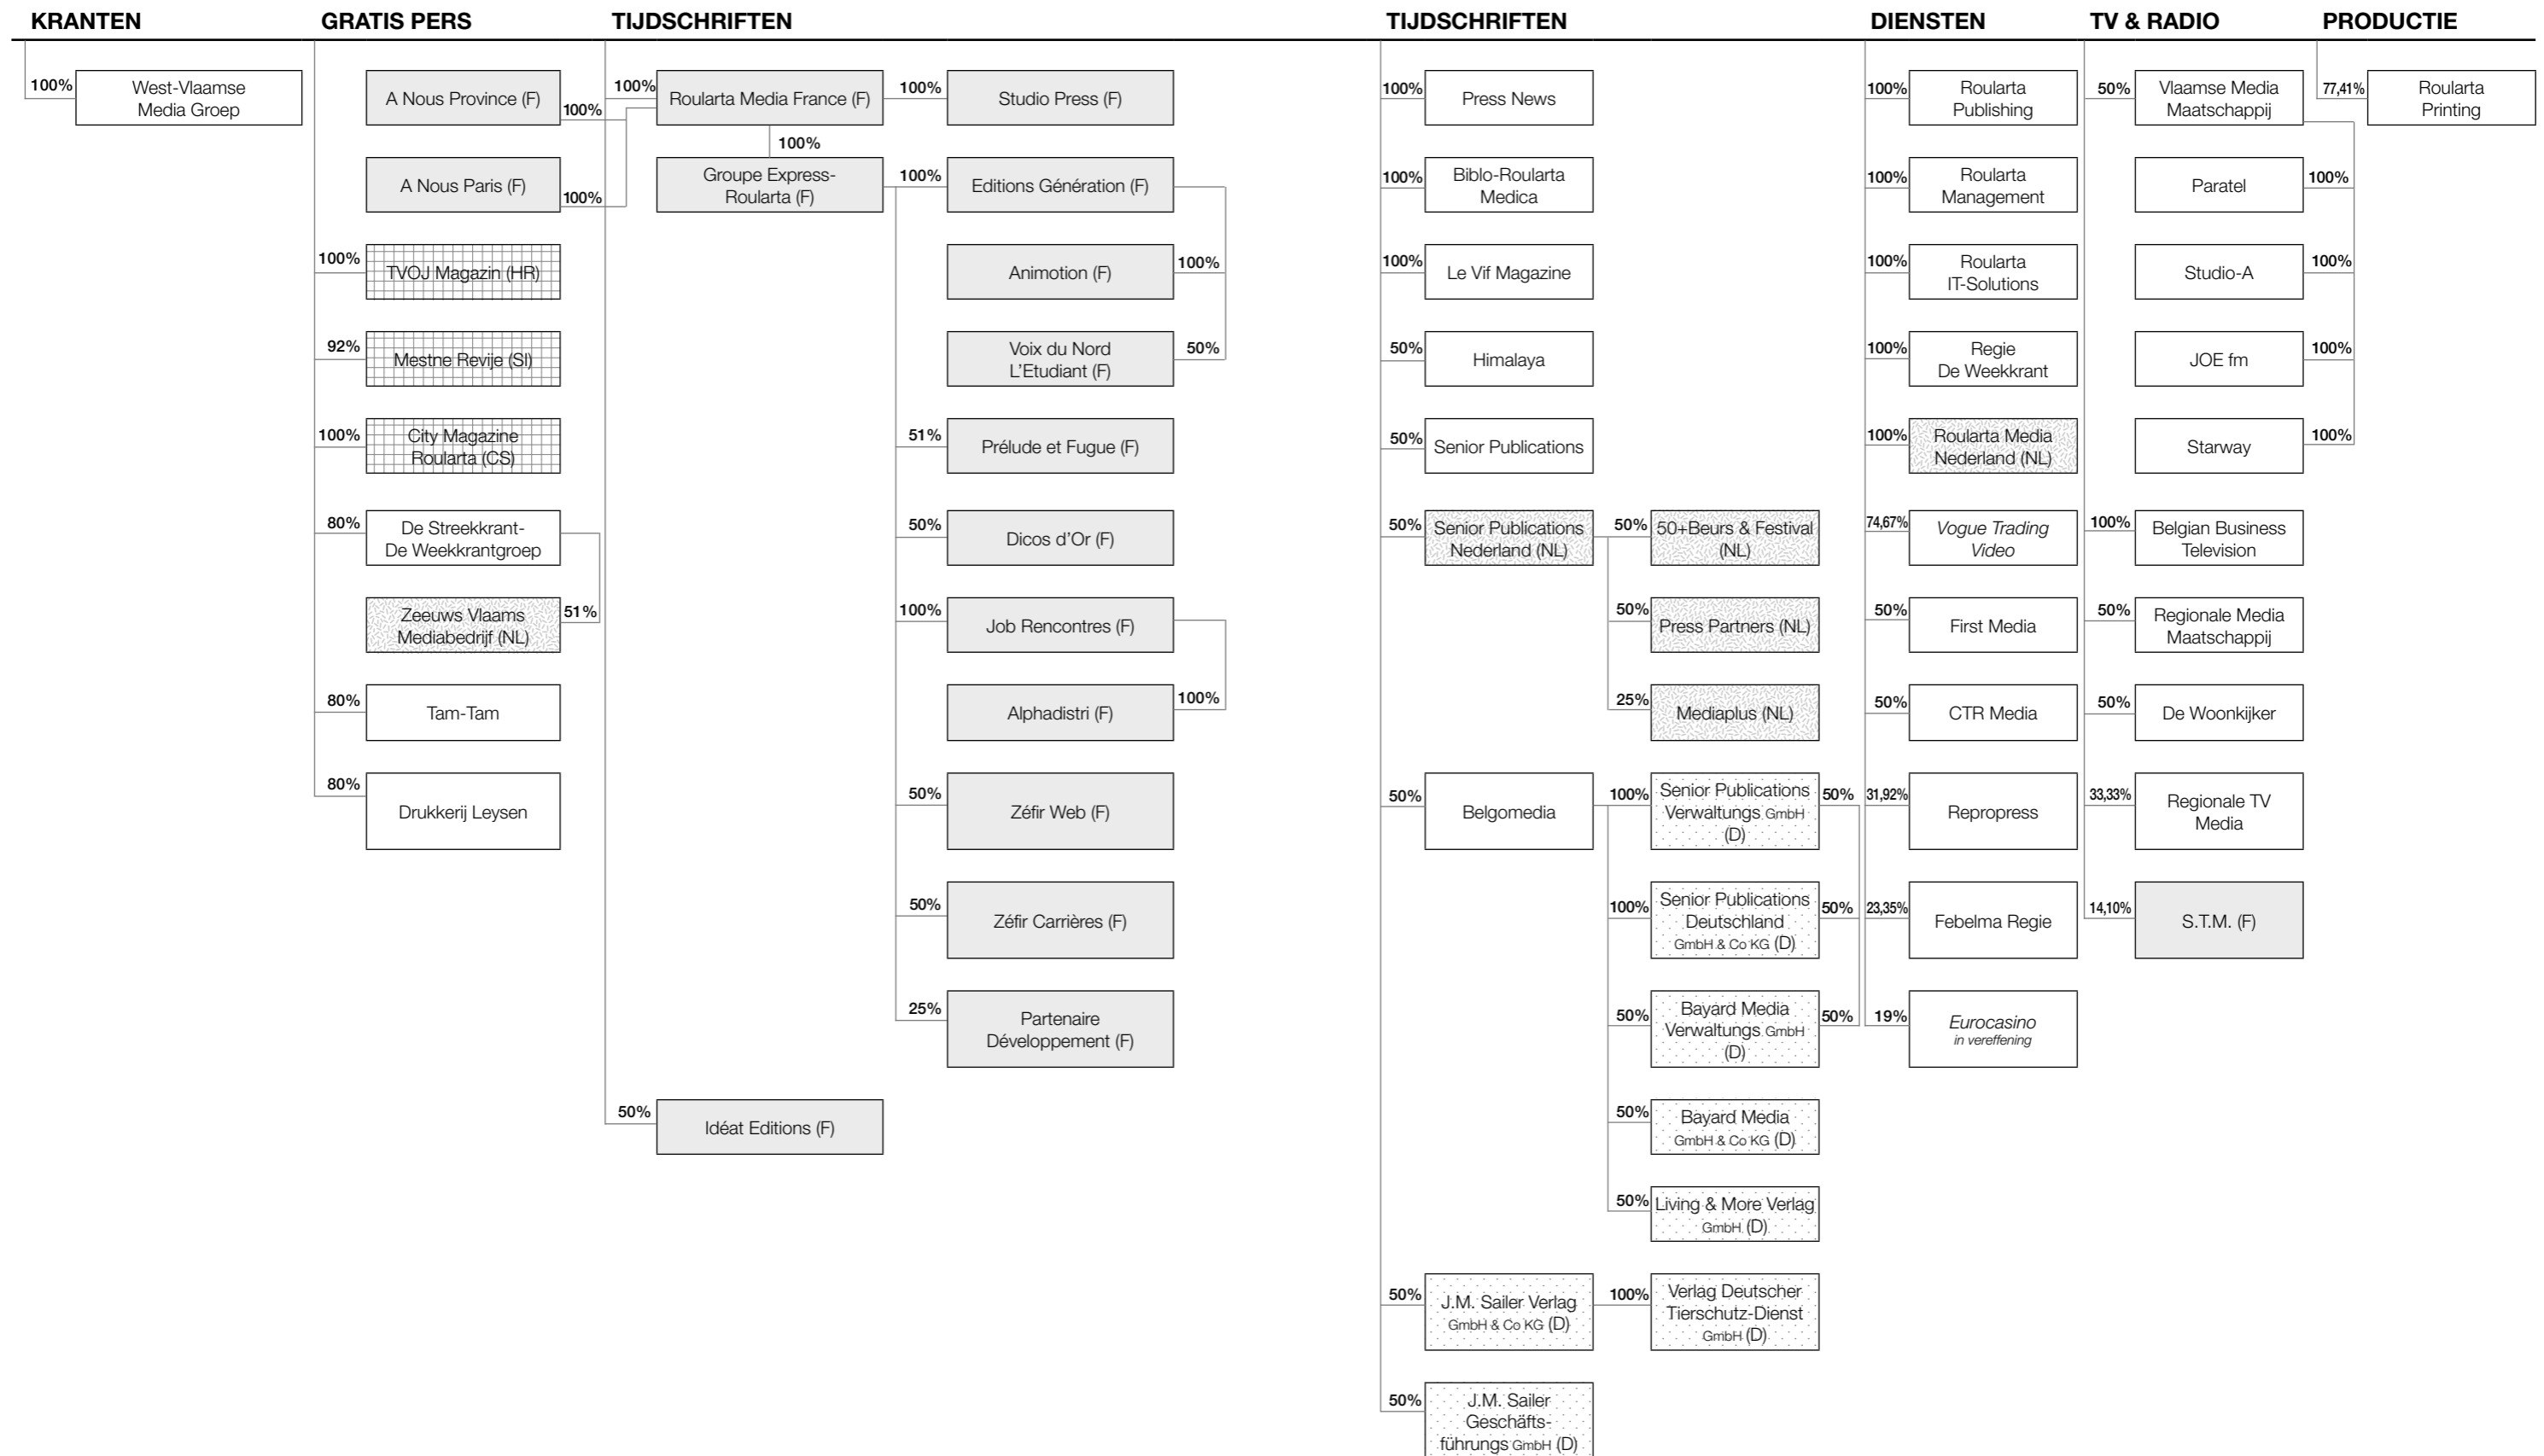 KRANTEN
100%
West-Vlaamse
Media Groep
GRATIS PERS
A Nous Province (F)
100%
A Nous Paris (F)
100%
100%
TVOJ Magazin (HR)
92%
Mestne Revije (SI)
100%
City Magazine
Roularta (CS)
80%
De Streekkrant-
De Weekkrantgroep
Zeeuws Vlaams
Mediabedrijf (NL)
51%
80%
Tam-Tam
80%
Drukkerij Leysen
TIJDSCHRIFTEN
100%
Roularta Media France (F)
100%
Studio Press (F)
100%
Groupe Express-
Roularta (F)
100%
Editions Génération (F)
Animotion (F)
100%
Voix du Nord
L'Etudiant (F)
50%
51%
Prélude et Fugue (F)
50%
Dicos d'Or (F)
100%
Job Rencontres (F)
Alphadistri (F)
100%
50%
Zéfir Web (F)
50%
Zéfir Carrières (F)
25%
Partenaire
Développement (F)
50%
Idéat Editions (F)
TIJDSCHRIFTEN
100%
Press News
100%
Biblo-Roularta
Medica
100%
Le Vif Magazine
50%
Himalaya
50%
Senior Publications
50%
Senior Publications
Nederland (NL)
50%
50+Beurs & Festival
(NL)
50%
Press Partners (NL)
25%
Mediaplus (NL)
50%
Belgomedia
100%
Senior Publications
Verwaltungs GmbH
(D)
50%
100%
Senior Publications
Deutschland
GmbH & Co KG (D)
50%
50%
Bayard Media
Verwaltungs GmbH
(D)
50%
50%
Bayard Media
GmbH & Co KG (D)
50%
Living & More Verlag
GmbH (D)
50%
J.M. Sailer Verlag
GmbH & Co KG (D)
100%
Verlag Deutscher
Tierschutz-Dienst
GmbH (D)
50%
J.M. Sailer
Geschäfts-
führungs GmbH (D)
DIENSTEN
100%
Roularta
Publishing
100%
Roularta
Management
100%
Roularta
IT-Solutions
100%
Regie
De Weekkrant
100%
Roularta Media
Nederland (NL)
74,67%
Vogue Trading
Video
50%
First Media
50%
CTR Media
31,92%
Repropress
23,35%
Febelma Regie
19%
Eurocasino
in vereffening
TV & RADIO
50%
Vlaamse Media
Maatschappij
Paratel
100%
Studio-A
100%
JOE fm
100%
Starway
100%
100%
Belgian Business
Television
50%
Regionale Media
Maatschappij
50%
De Woonkijker
33,33%
Regionale TV
Media
14,10%
S.T.M. (F)
PRODUCTIE
77,41%
Roularta
Printing